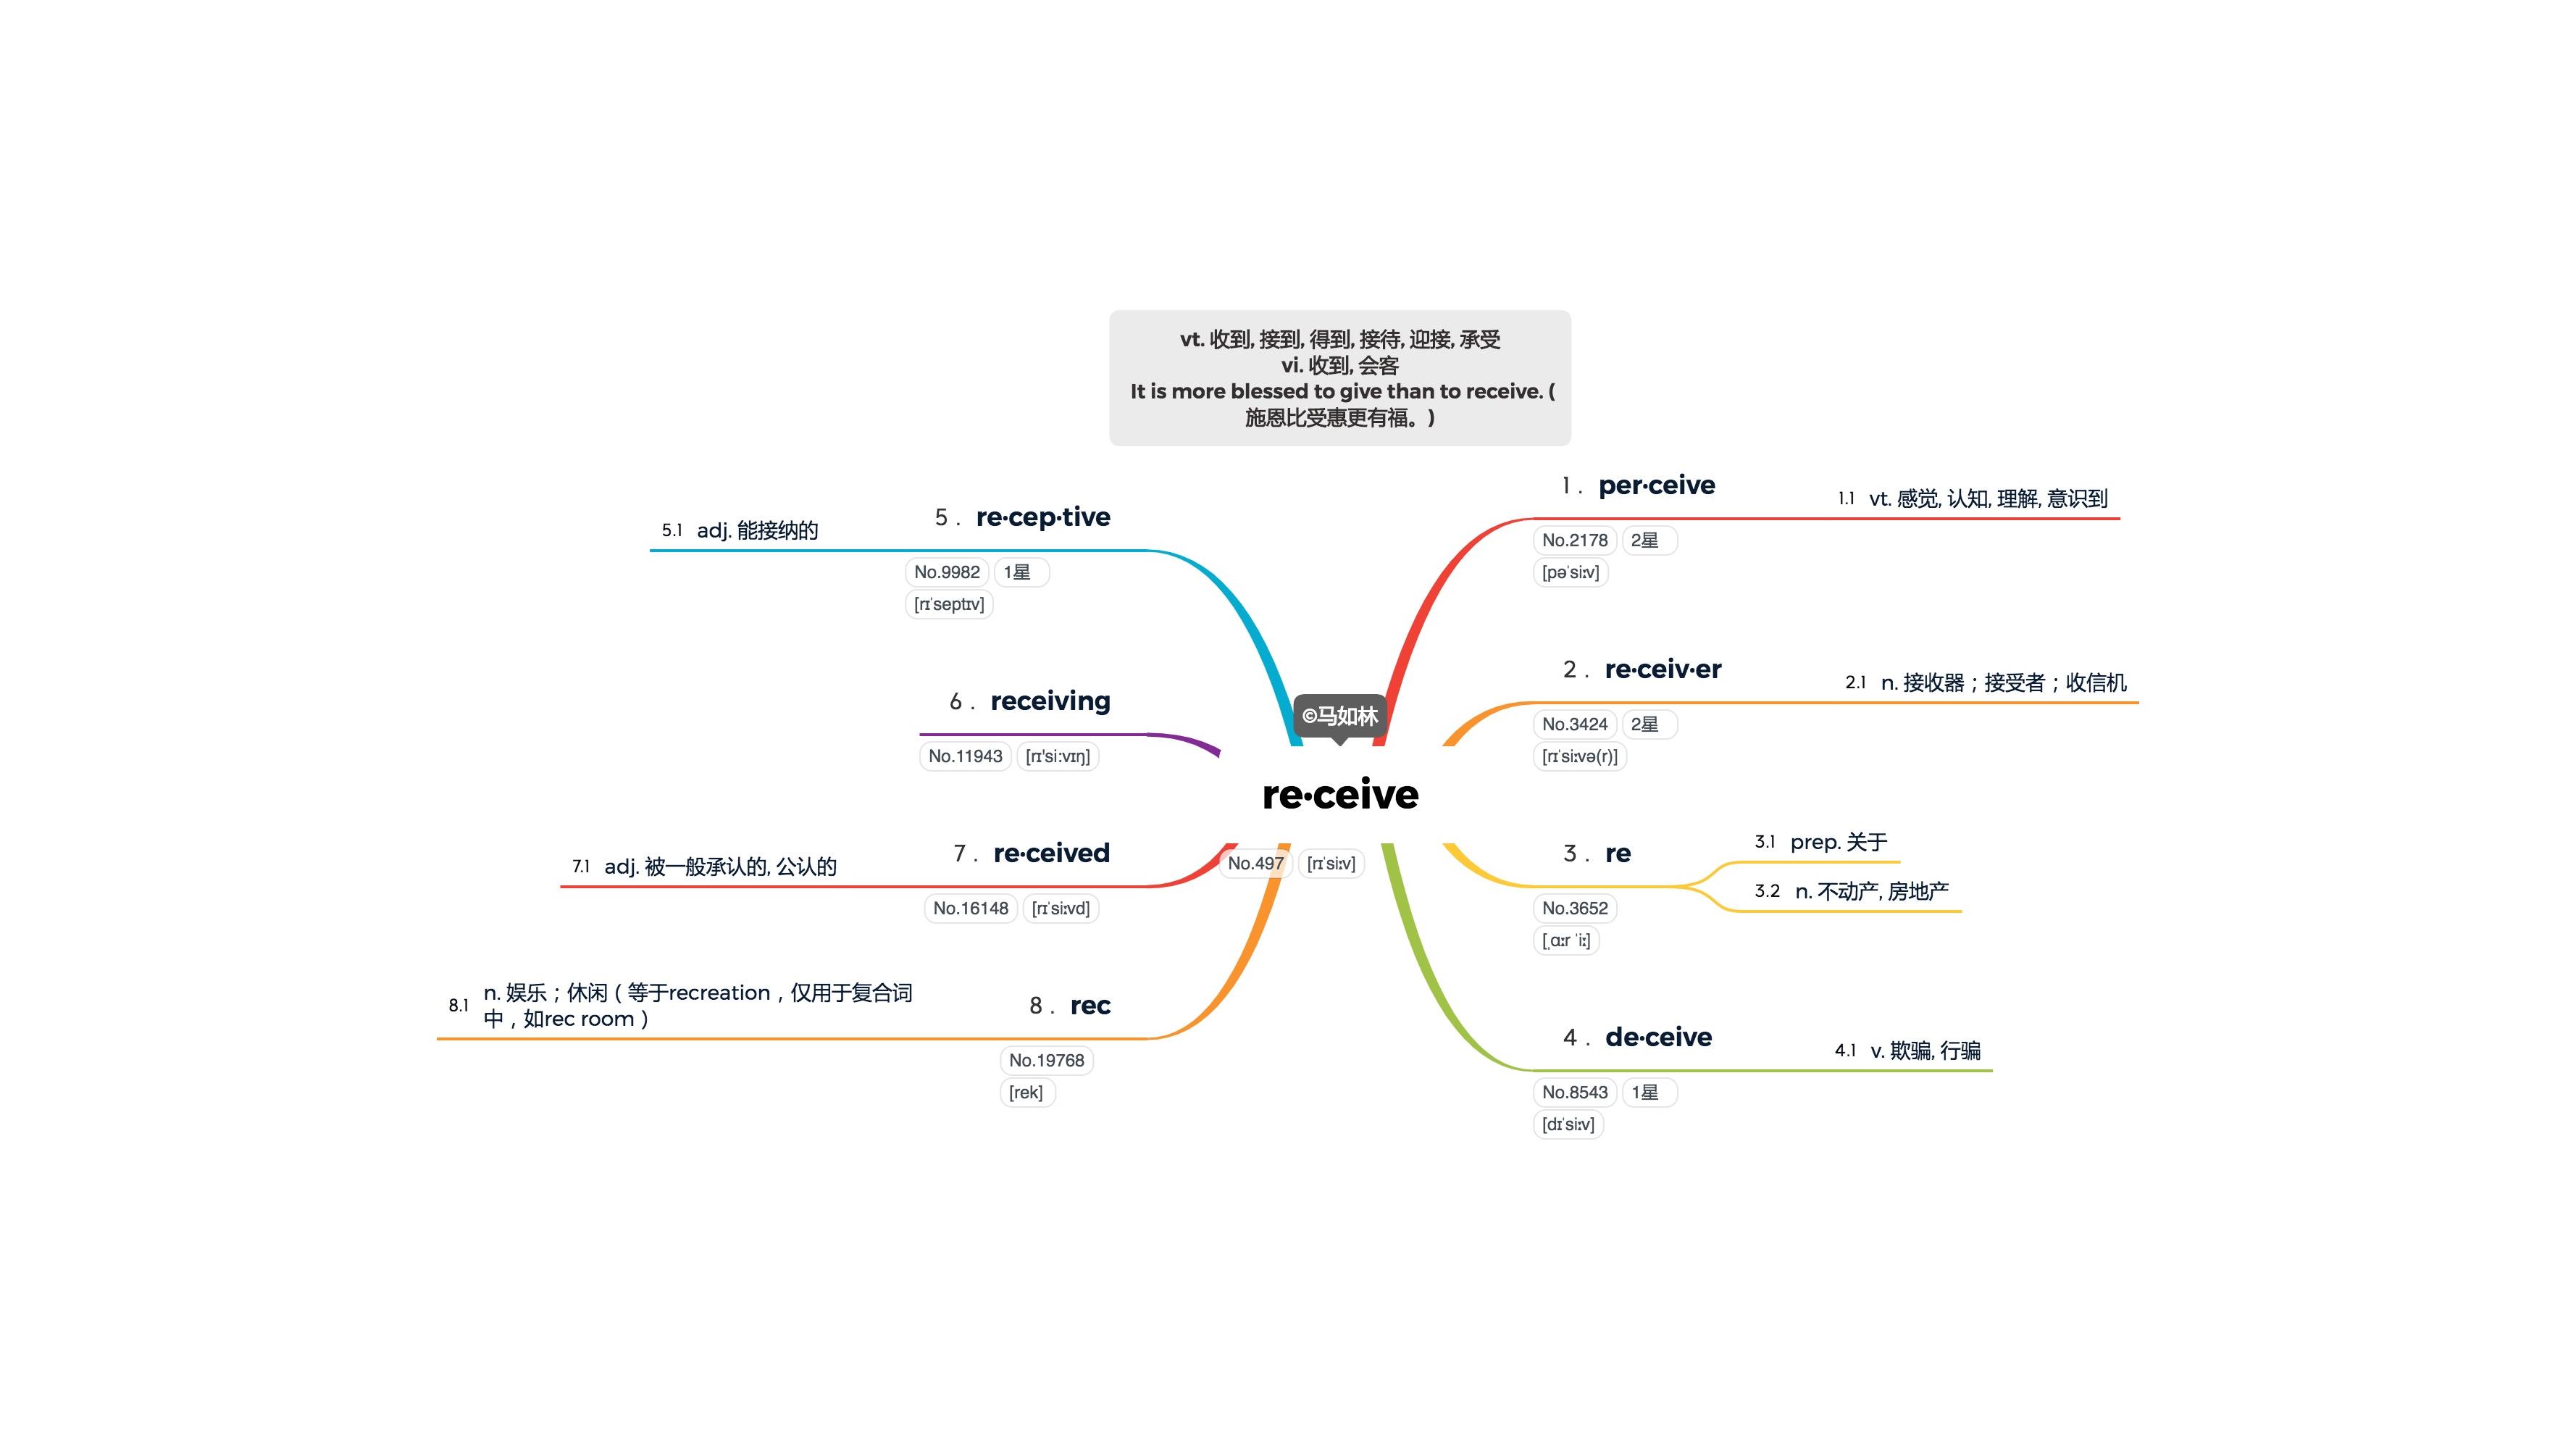 vt. 收到, 接到, 得到, 接待, 迎接, 承受
vi. 收到, 会客
It is more blessed to give than to receive. (
施恩比受惠更有福。)
©马如林
re·ceive
No.497 [rɪˈsiːv]
1. per·ceive
No.2178 2星
[pəˈsiːv]
1.1 vt. 感觉, 认知, 理解, 意识到
2. re·ceiv·er
No.3424 2星
[rɪˈsiːvə(r)]
2.1 n. 接收器；接受者；收信机
3. re
No.3652
[ˌɑːr ˈiː]
3.1 prep. 关于
3.2 n. 不动产, 房地产
4. de·ceive
No.8543 1星
[dɪˈsiːv]
4.1 v. 欺骗, 行骗
5. re·cep·tive
No.9982 1星
[rɪˈseptɪv]
5.1 adj. 能接纳的
6. receiving
No.11943 [rɪ'si:vɪŋ]
7. re·ceived
No.16148 [rɪˈsiːvd]
7.1 adj. 被一般承认的, 公认的
8. rec
No.19768
[rek]
8.1 n. 娱乐；休闲（等于recreation，仅用于复合词
中，如rec room）